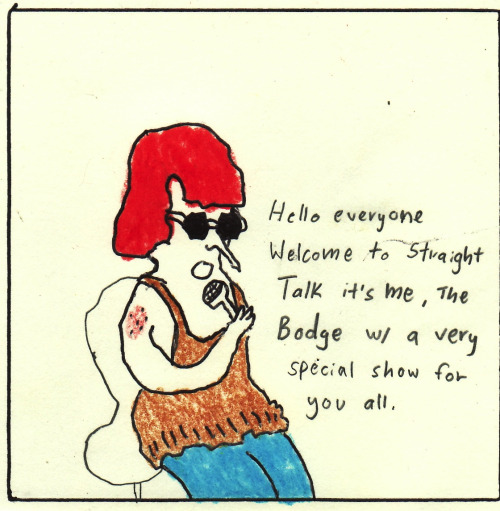 Hello everyone
Welcome to Straight
Talk it's me, The
Bodge w/ a very
special show for
you all.